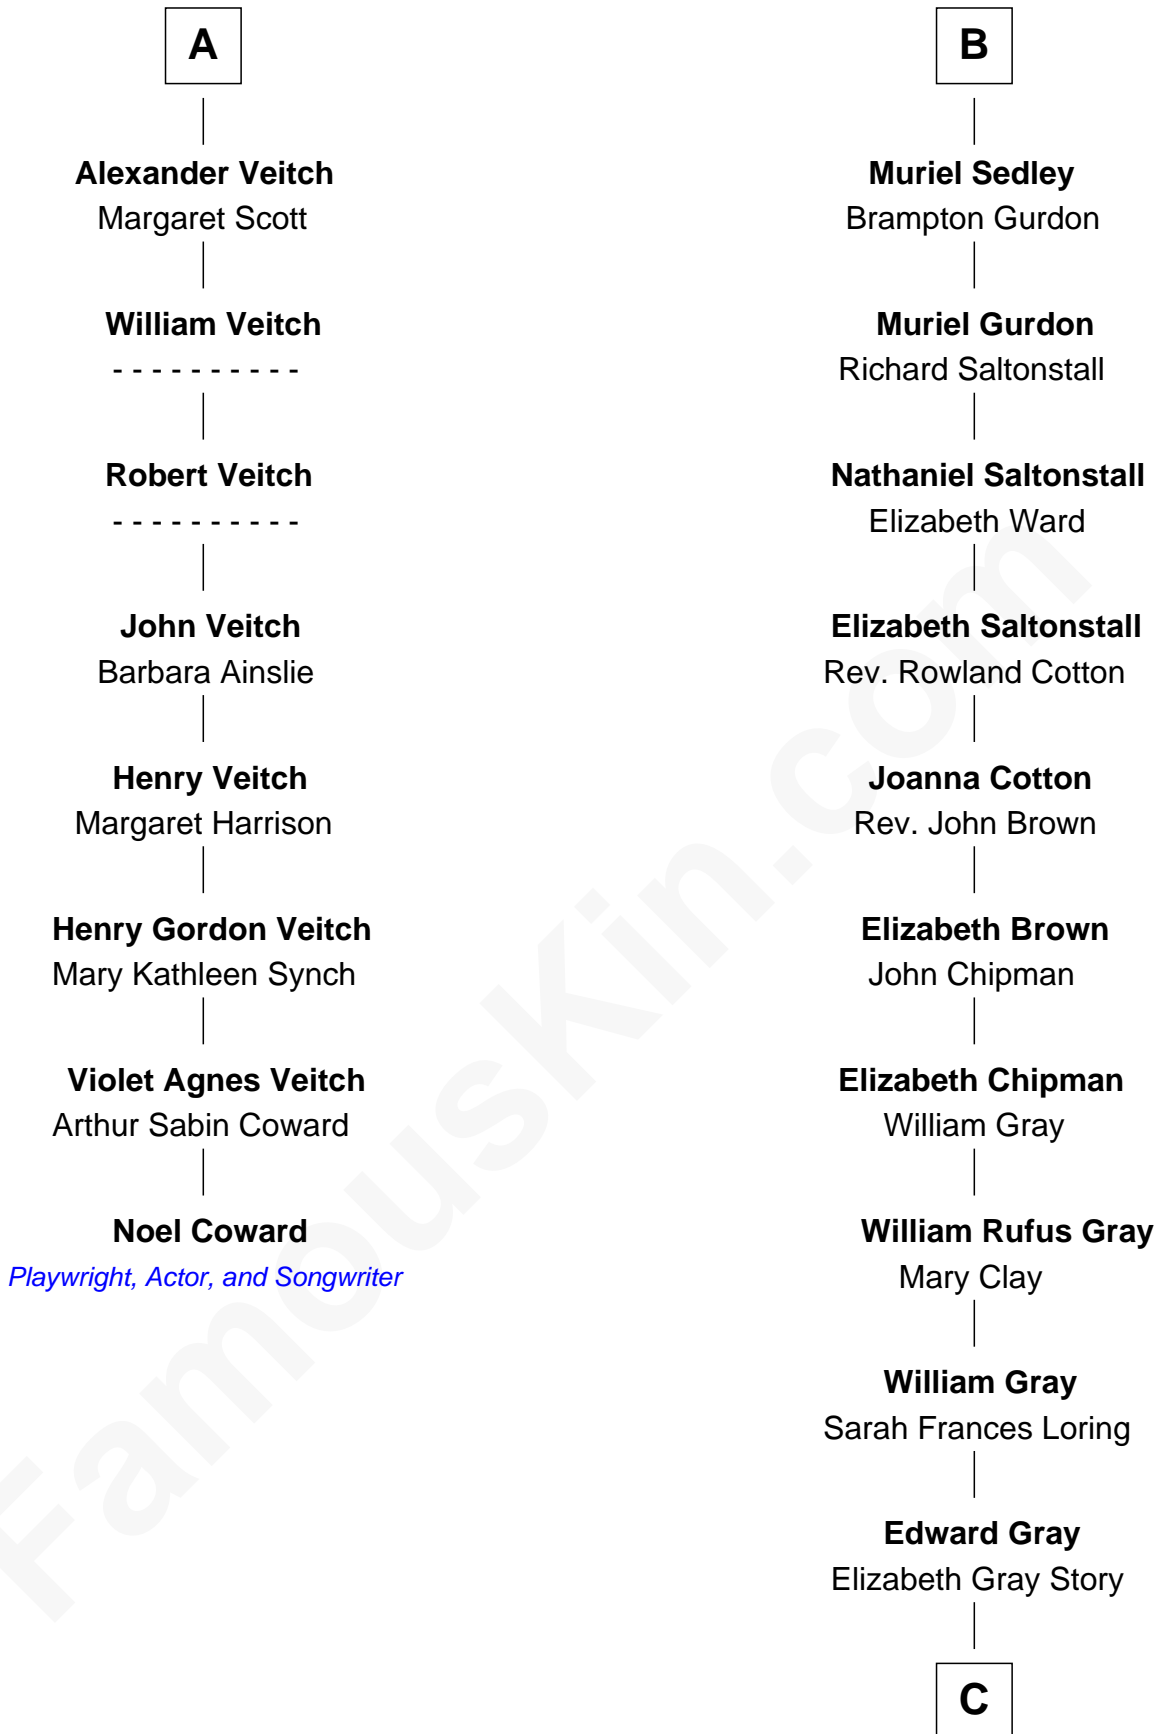 A
Alexander Veitch
Margaret Scott
William Veitch
- - - - - - - - - -
Robert Veitch
- - - - - - - - - -
John Veitch
Barbara Ainslie
Henry Veitch
Margaret Harrison
Henry Gordon Veitch
Mary Kathleen Synch
Violet Agnes Veitch
Arthur Sabin Coward
Noel Coward
Playwright, Actor, and Songwriter
B
Muriel Sedley
Brampton Gurdon
Muriel Gurdon
Richard Saltonstall
Nathaniel Saltonstall
Elizabeth Ward
Elizabeth Saltonstall
Rev. Rowland Cotton
Joanna Cotton
Rev. John Brown
Elizabeth Brown
John Chipman
Elizabeth Chipman
William Gray
William Rufus Gray
Mary Clay
William Gray
Sarah Frances Loring
Edward Gray
Elizabeth Gray Story
C
FamousKin.com